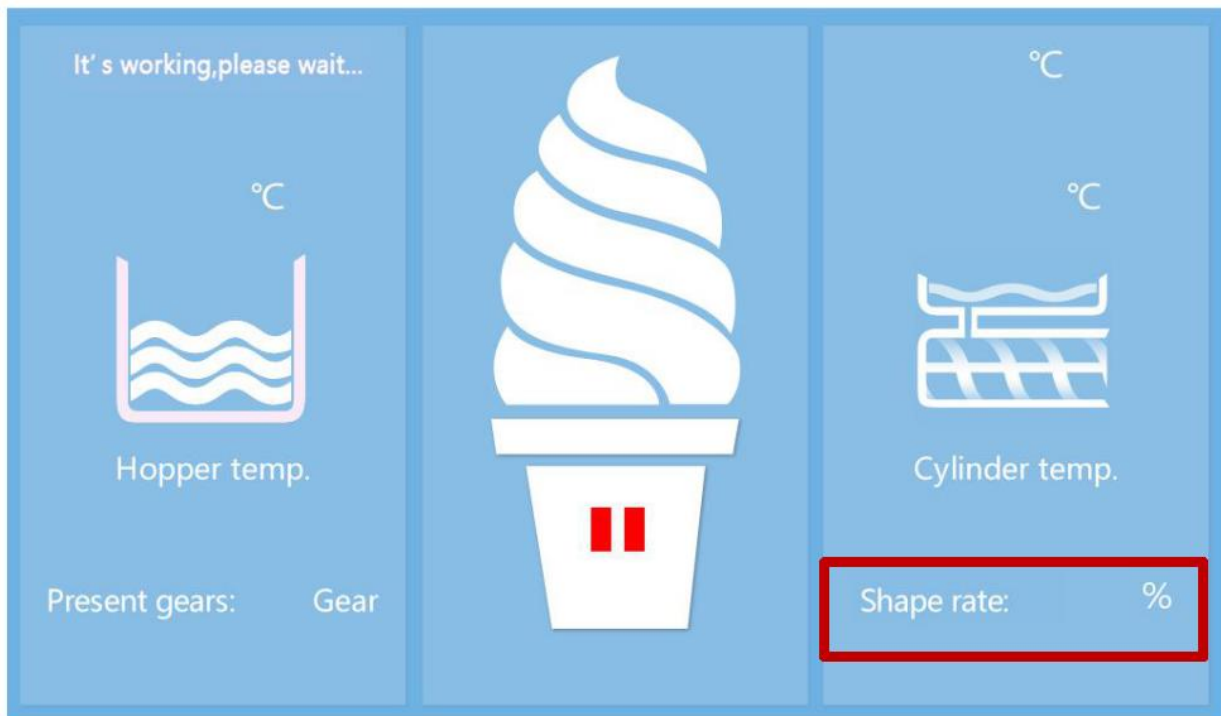 It's working,please wait...
℃
Hopper temp.
Present gears: Gear
℃
℃
Cylinder temp.
Shape rate: %